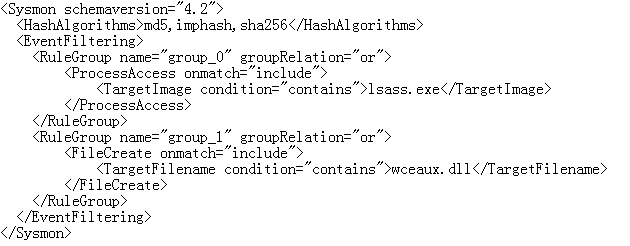 <Sysmon schemaversion="4.2">
<HashAlgorithms>md5,imphash,sha256</HashAlgorithms>
<EventFiltering>
<RuleGroup name="group_0" groupRelation="or">
<ProcessAccess onmatch="include">
<TargetImage condition="contains">lsass.exe</TargetImage>
</ProcessAccess>
</RuleGroup>
<RuleGroup name="group_1" groupRelation="or">
<FileCreate onmatch="include">
<TargetFilename condition="contains">wceaux.dll</TargetFilename>
</FileCreate>
</RuleGroup>
</EventFiltering>
</Sysmon>